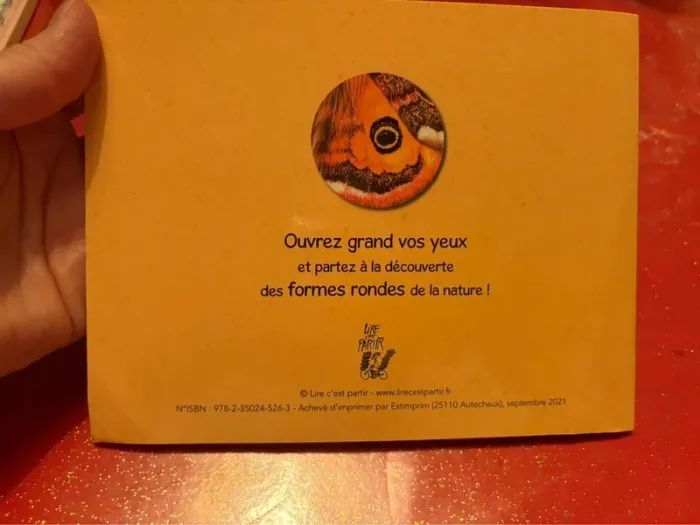 Ouvrez grand vos yeux
et partez à la découverte
des formes rondes de la nature !
LIRE
C'EST
PARTIR
© Lire c'est partir - www.lirecestpartir.fr
N°ISBN : 978-2-35024-526-3 - Achevé d'imprimer par Estimprim (25110 Autechaux), septembre 2021